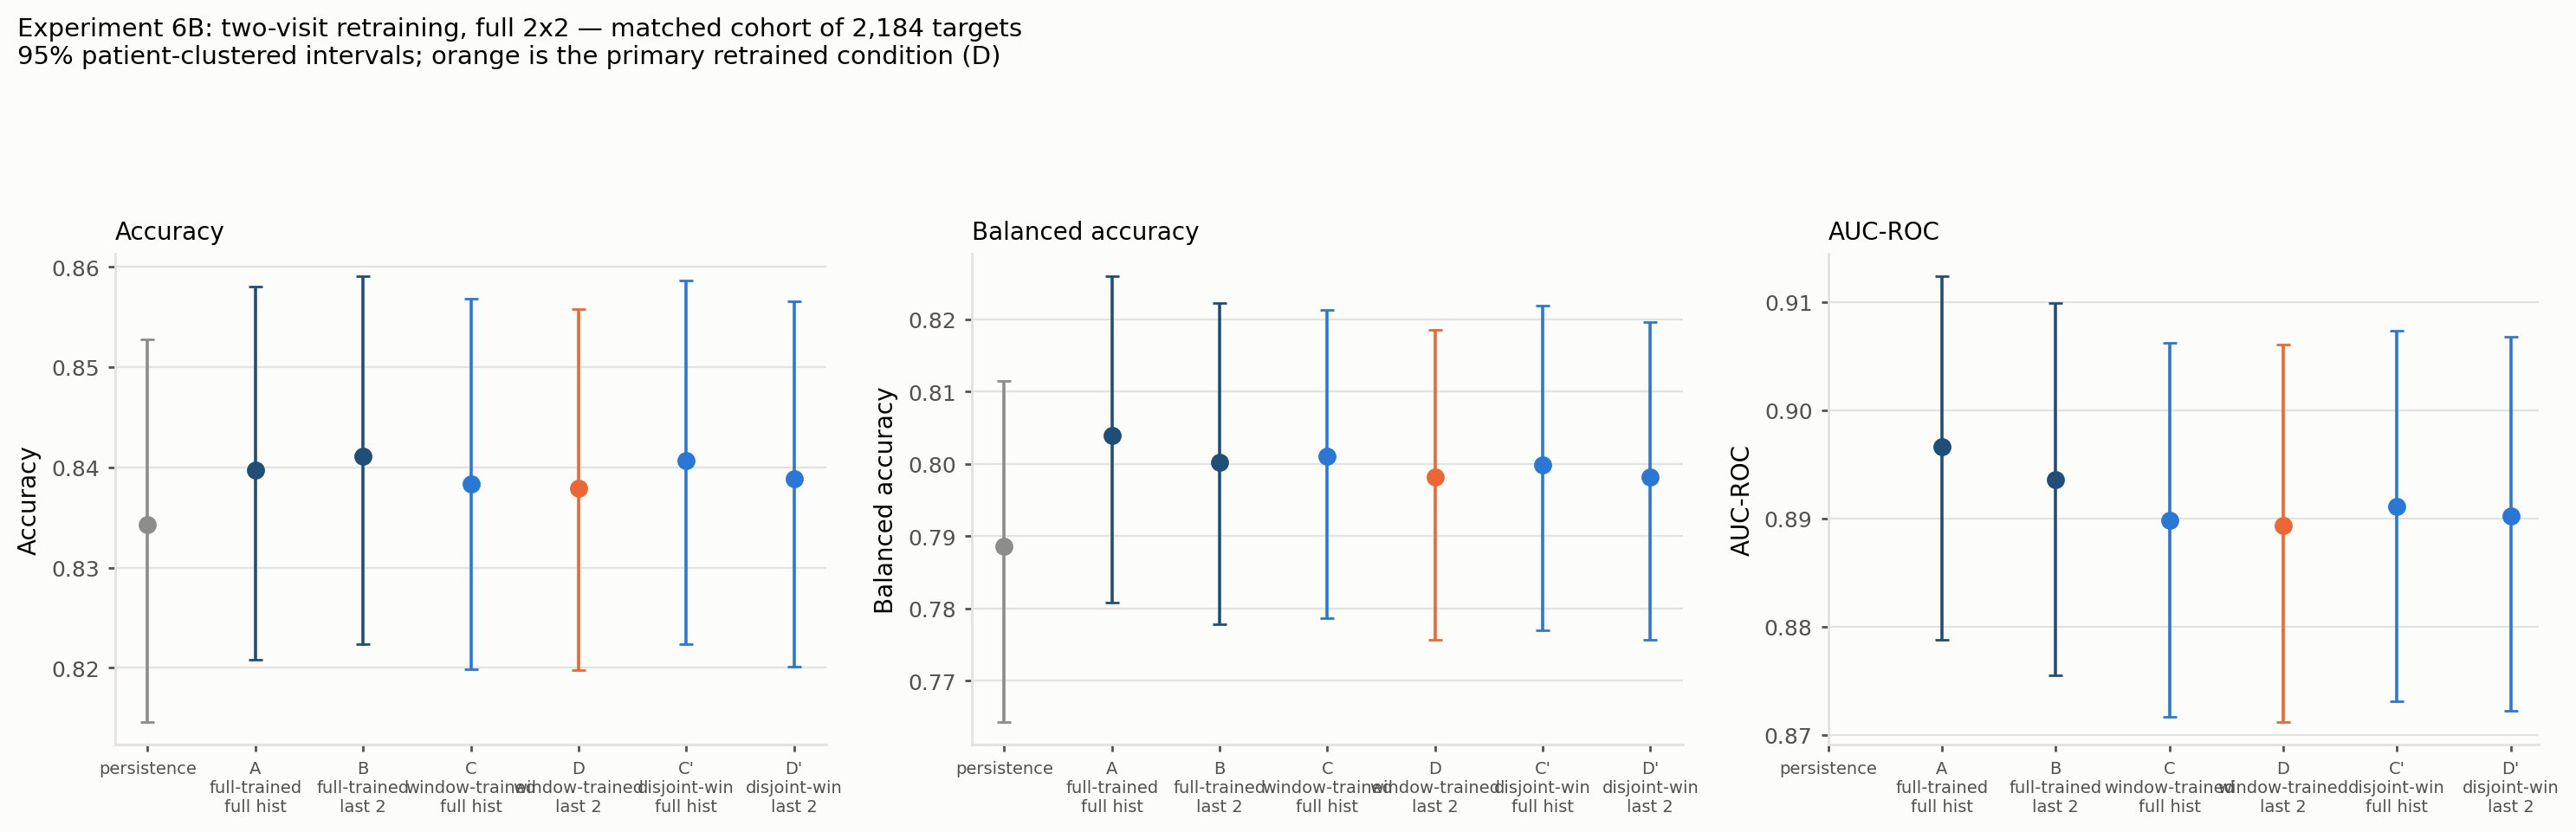 Experiment 6B: two-visit retraining, full 2x2 — matched cohort of 2,184 targets
95% patient-clustered intervals; orange is the primary retrained condition (D)
Accuracy
Accuracy
0.86
0.85
0.84
0.83
0.82
persistence
A
full-trained
full hist
B
full-trained
last 2
C
window-trained
full hist
D
window-trained
last 2
C'
disjoint-win
full hist
D'
disjoint-win
last 2
Balanced accuracy
Balanced accuracy
0.82
0.81
0.80
0.79
0.78
0.77
persistence
A
full-trained
full hist
B
full-trained
last 2
C
window-trained
full hist
D
window-trained
last 2
C'
disjoint-win
full hist
D'
disjoint-win
last 2
AUC-ROC
AUC-ROC
0.91
0.90
0.89
0.88
0.87
persistence
A
full-trained
full hist
B
full-trained
last 2
C
window-trained
full hist
D
window-trained
last 2
C'
disjoint-win
full hist
D'
disjoint-win
last 2